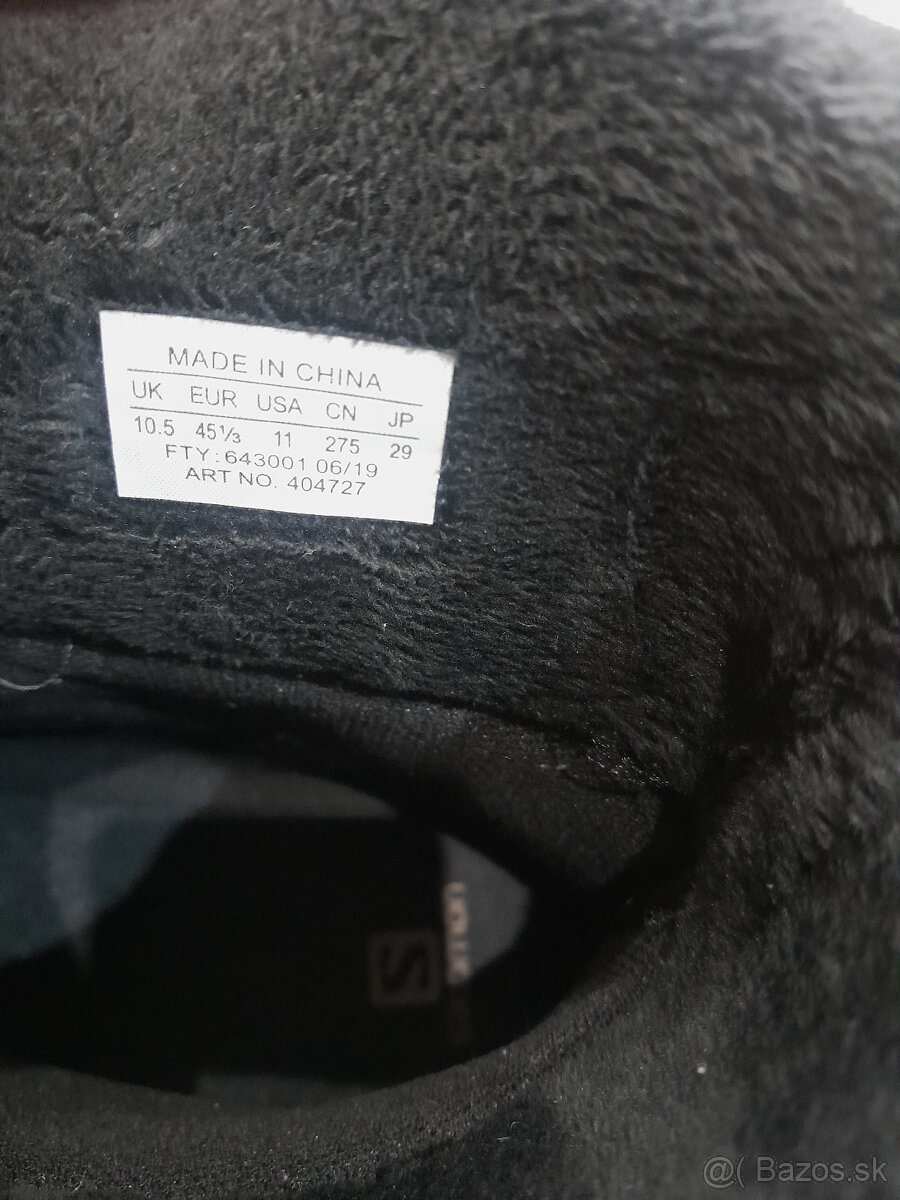 MADE IN CHINA
UK EUR USA CN JP
10.5 45⅓ 11 275 29
FTY: 643001 06/19
ART NO. 404727
S
@( Bazos.sk